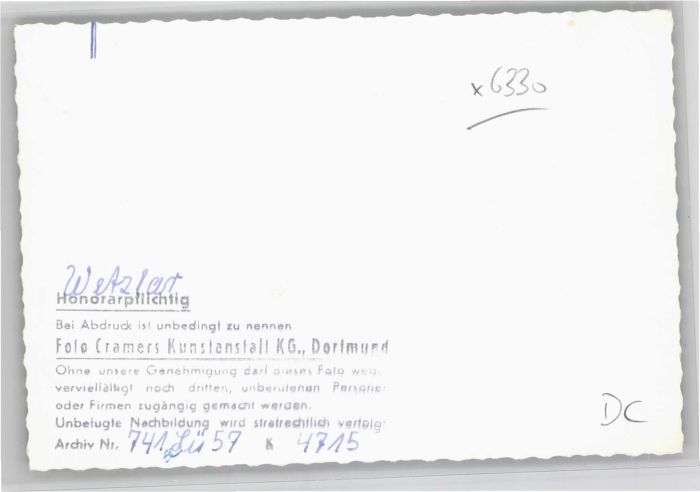 x 6330
Wetzlar
Honorarpflichtig
Bei Abdruck ist unbedingt zu nennen
Foto Cramers Kunstanstalt KG., Dortmund
Ohne unsere Genehmigung darf dieses Foto weder
vervielfältigt noch dritten, unberufenen Personen
oder Firmen zugängig gemacht werden.
Unbefugte Nachbildung wird strafrechtlich verfolgt
Archiv Nr. 741 Lü 57 K 4715
DC